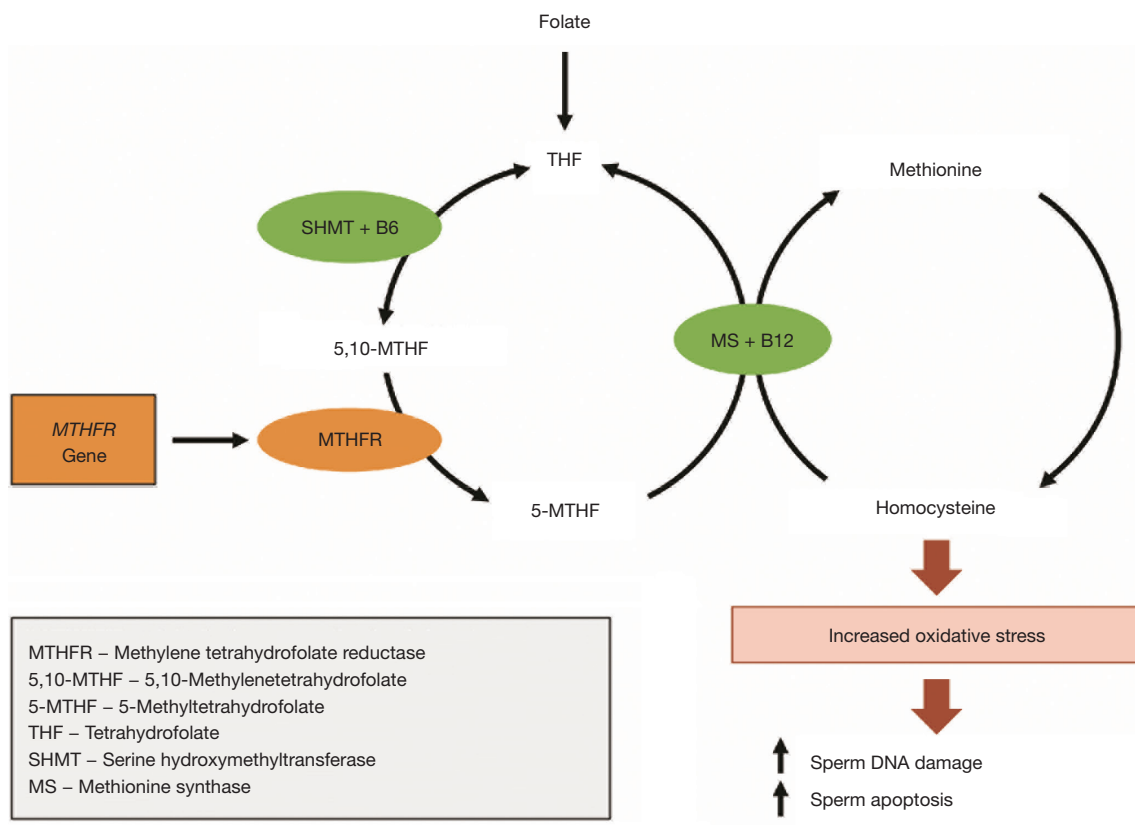 Folate
THF
Methionine
SHMT + B6
5,10-MTHF
MS + B12
MTHFR
Gene
MTHFR
5-MTHF
Homocysteine
Increased oxidative stress
Sperm DNA damage
Sperm apoptosis
MTHFR – Methylene tetrahydrofolate reductase
5,10-MTHF – 5,10-Methylenetetrahydrofolate
5-MTHF – 5-Methyltetrahydrofolate
THF – Tetrahydrofolate
SHMT – Serine hydroxymethyltransferase
MS – Methionine synthase